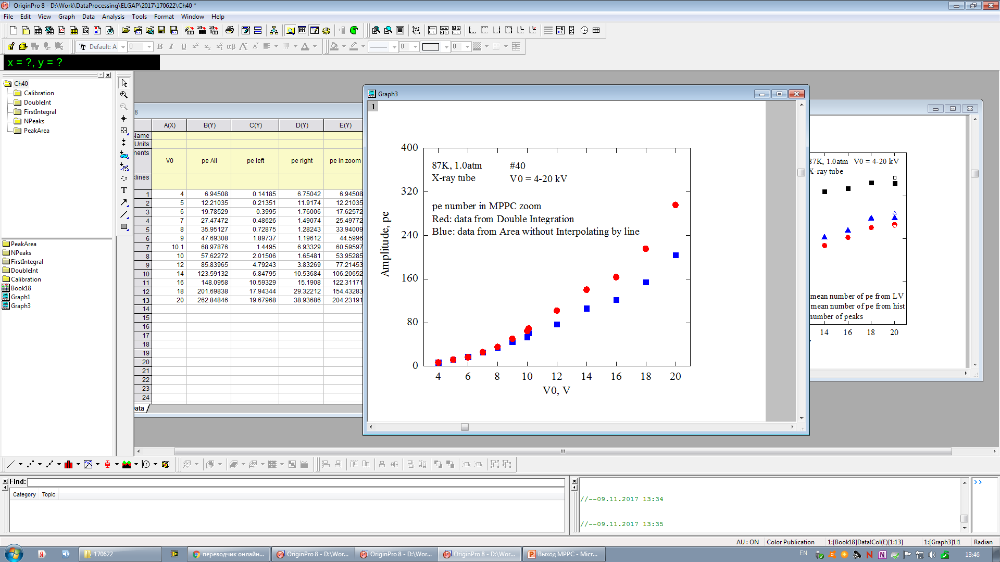 OriginPro 8 - D:\Work\DataProcessing\ELGAP\2017\170622\Ch40 *
File Edit View Graph Data Analysis Tools Format Window Help
Default: A 0 B I U αβ A A 0 0
x = ?, y = ?
Ch40
Calibration
DoubleInt
FirstIntegral
NPeaks
PeakArea
PeakArea
NPeaks
FirstIntegral
DoubleInt
Calibration
Book18
Graph1
Graph3
8
A(X) B(Y) C(Y) D(Y) E(Y)
Name
Units
nents V0 pe All pe left pe right pe in zoom
klines
1 4 6.94508 0.14185 6.75042 6.94508
2 5 12.21035 0.21351 11.9174 12.21035
3 6 19.78529 0.3995 1.76006 17.62572
4 7 27.47472 0.48626 1.49074 25.49772
5 8 35.95127 0.72875 1.28243 33.94009
6 9 47.69308 1.89737 1.19612 44.5996
7 10.1 68.97876 1.4495 6.93329 60.59597
8 10 57.62272 2.01506 1.65481 53.95285
9 12 85.83965 4.79243 3.83269 77.21453
10 14 123.59132 6.84795 10.53684 106.20652
11 16 148.0958 10.59329 15.1908 122.31171
12 18 201.69838 17.94344 29.32212 154.43283
13 20 262.84846 19.67968 38.93686 204.23191
14
15
16
17
18
19
20
21
22
23
24
ata
Graph3
1
400
320
240
160
80
0
Amplitude, pe
87K, 1.0atm #40
X-ray tube V0 = 4-20 kV
pe number in MPPC zoom
Red: data from Double Integration
Blue: data from Area without Interpolating by line
4 6 8 10 12 14 16 18 20
V0, V
87K, 1.0atm V0 = 4-20 kV
X-ray tube
mean number of pe from LV
mean number of pe from hist
number of peaks
14 16 18 20
Find:
Category Topic
//--09.11.2017 13:34
//--09.11.2017 13:35
>>
AU : ON Color Publication 1:[Book18]Data!Col(E)[1:13] 1:[Graph3]1!1 Radian
170622
переводчик онлайн...
OriginPro 8 - D:\Wor...
OriginPro 8 - D:\Wor...
OriginPro 8 - D:\Wor...
Выход MPPC - Micr...
EN
13:46